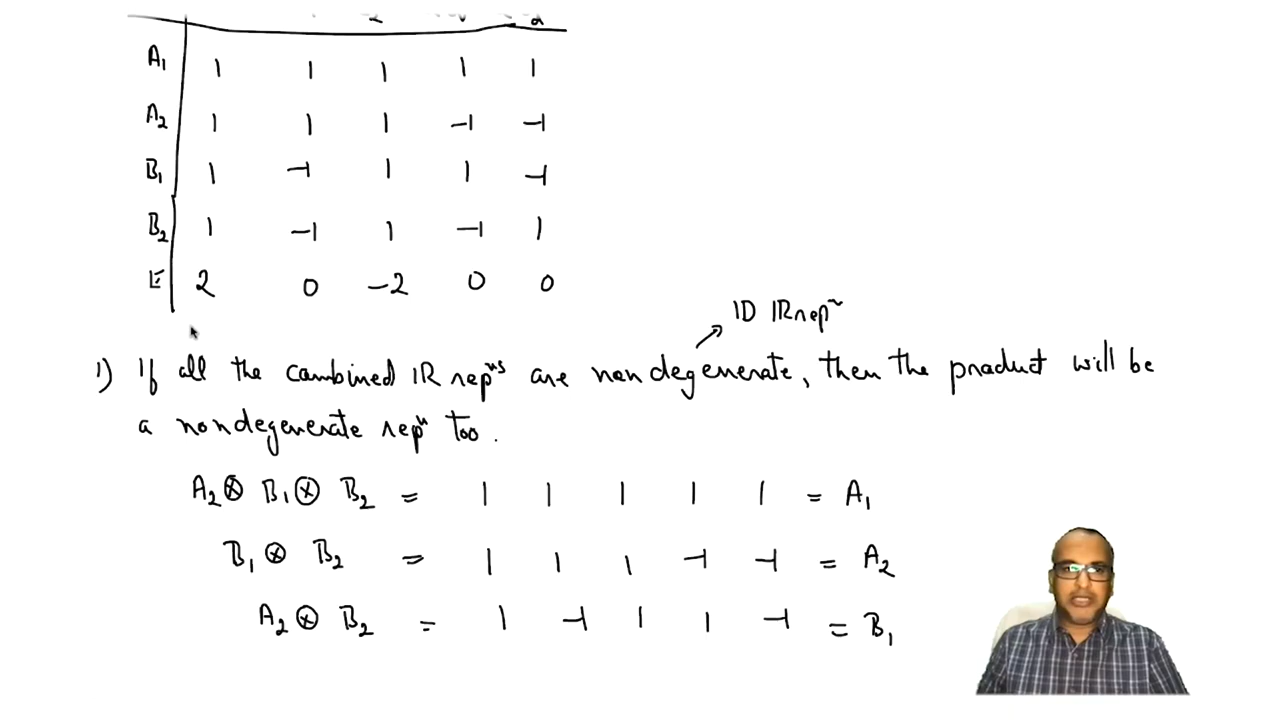 A₁ 1 1 1 1 1
A₂ 1 1 1 -1 -1
B₁ 1 -1 1 1 -1
B₂ 1 -1 1 -1 1
E 2 0 -2 0 0
1D IR repⁿ
1) If all the combined IR repⁿˢ are nondegenerate, then the product will be
a nondegenerate repⁿ too.
A₂ ⊗ B₁ ⊗ B₂ = 1 1 1 1 1 = A₁
B₁ ⊗ B₂ = 1 1 1 -1 -1 = A₂
A₂ ⊗ B₂ = 1 -1 1 1 -1 = B₁